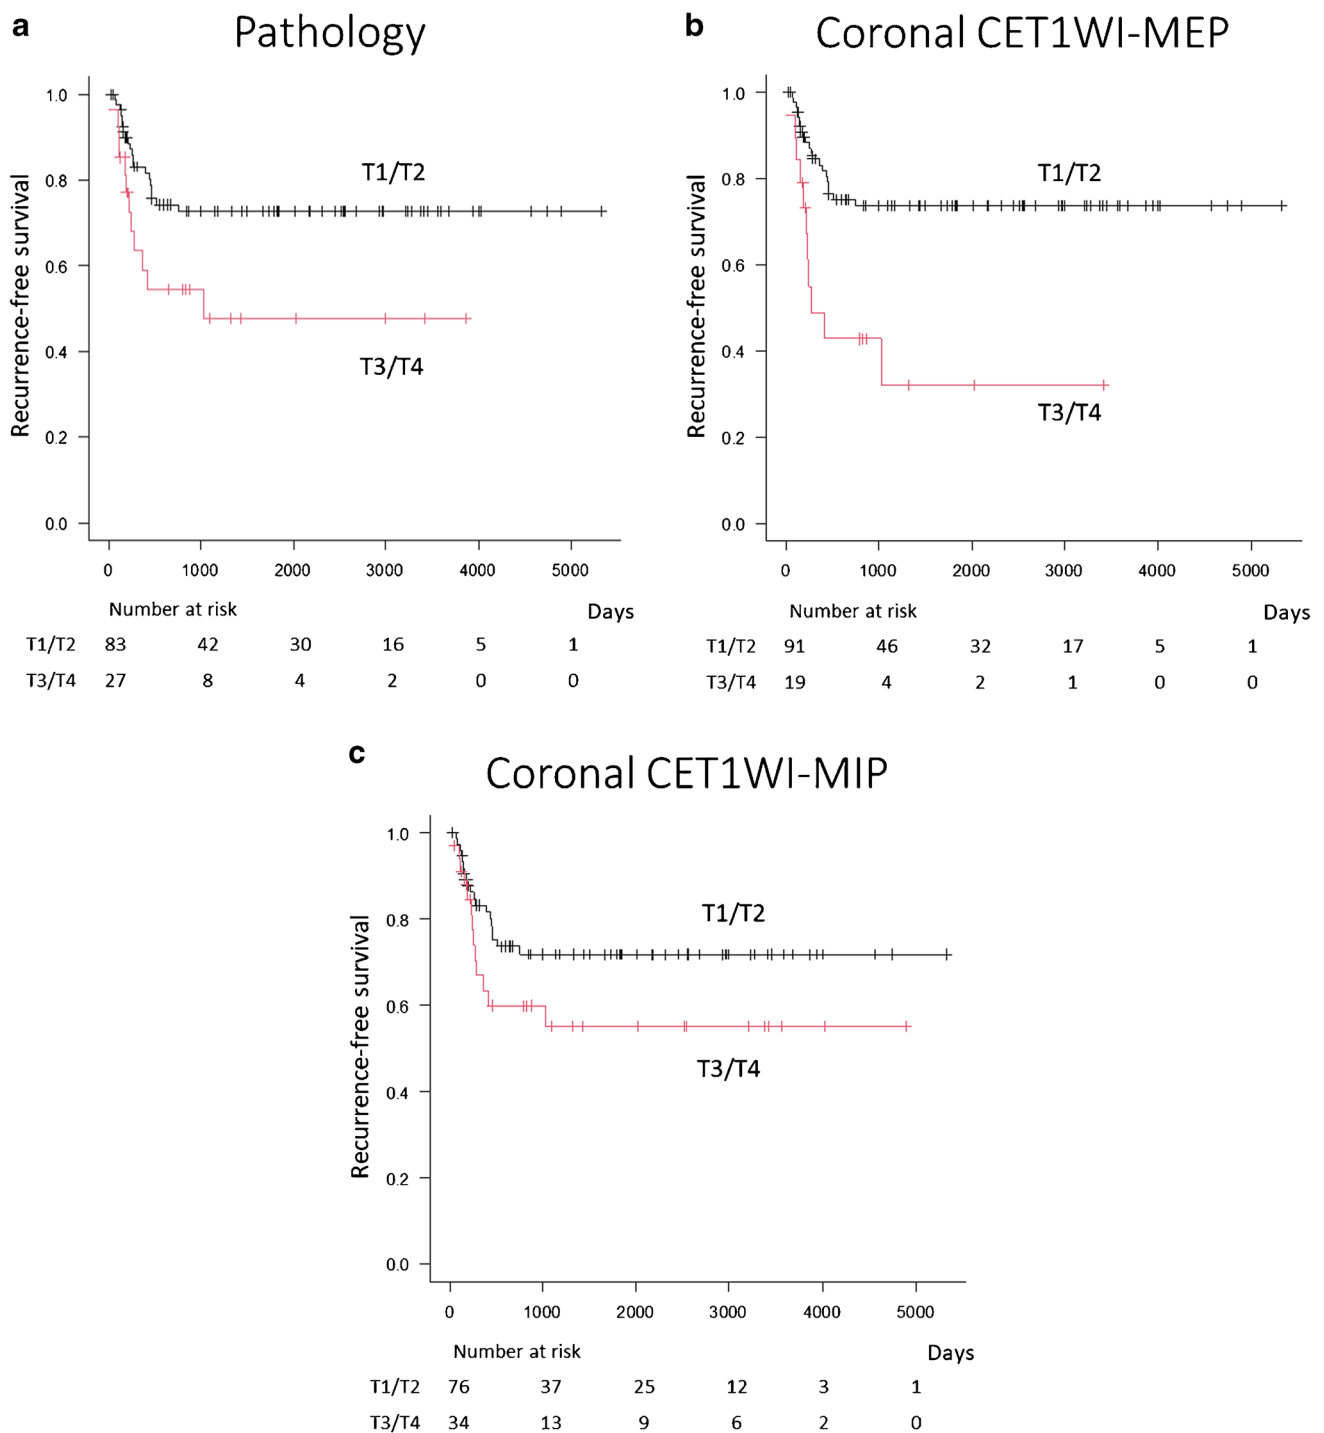 a
Pathology
Recurrence-free survival
1.0
0.8
0.6
0.4
0.2
0.0
T1/T2
T3/T4
0 1000 2000 3000 4000 5000
Number at risk Days
T1/T2 83 42 30 16 5 1
T3/T4 27 8 4 2 0 0
b
Coronal CET1WI-MEP
Recurrence-free survival
1.0
0.8
0.6
0.4
0.2
0.0
T1/T2
T3/T4
0 1000 2000 3000 4000 5000
Number at risk Days
T1/T2 91 46 32 17 5 1
T3/T4 19 4 2 1 0 0
c
Coronal CET1WI-MIP
Recurrence-free survival
1.0
0.8
0.6
0.4
0.2
0.0
T1/T2
T3/T4
0 1000 2000 3000 4000 5000
Number at risk Days
T1/T2 76 37 25 12 3 1
T3/T4 34 13 9 6 2 0